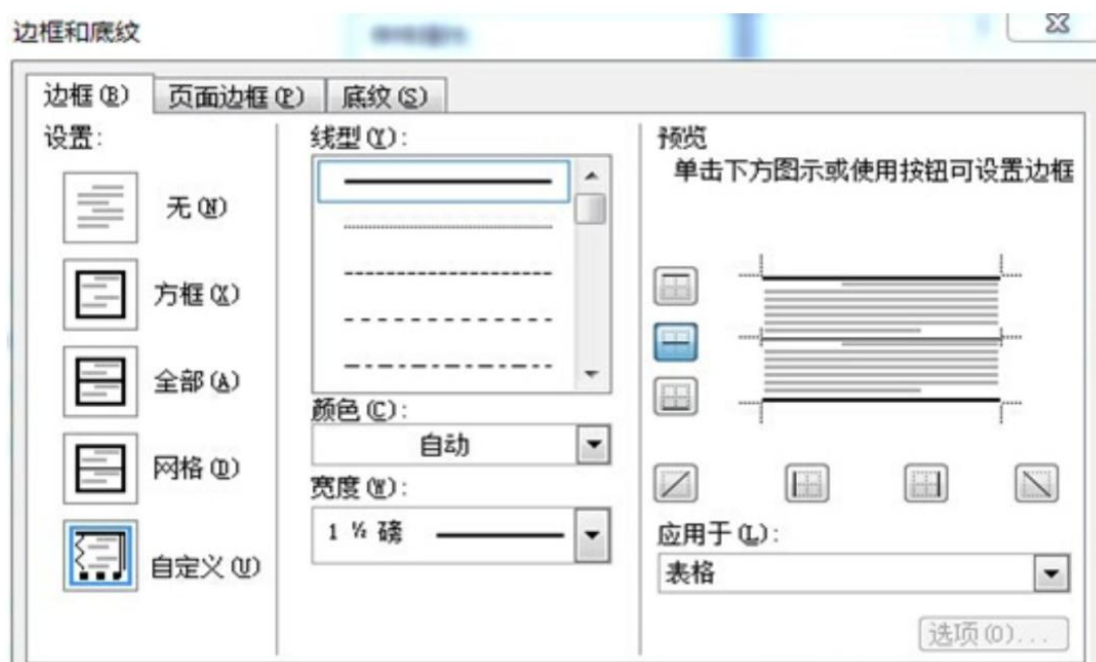 边框和底纹
边框(B)
页面边框(P)
底纹(S)
设置:
无(N)
方框(X)
全部(A)
网格(D)
自定义(U)
线型(Y):
颜色(C):
自动
宽度(W):
1 ½ 磅
预览
单击下方图示或使用按钮可设置边框
应用于(L):
表格
选项(O)...